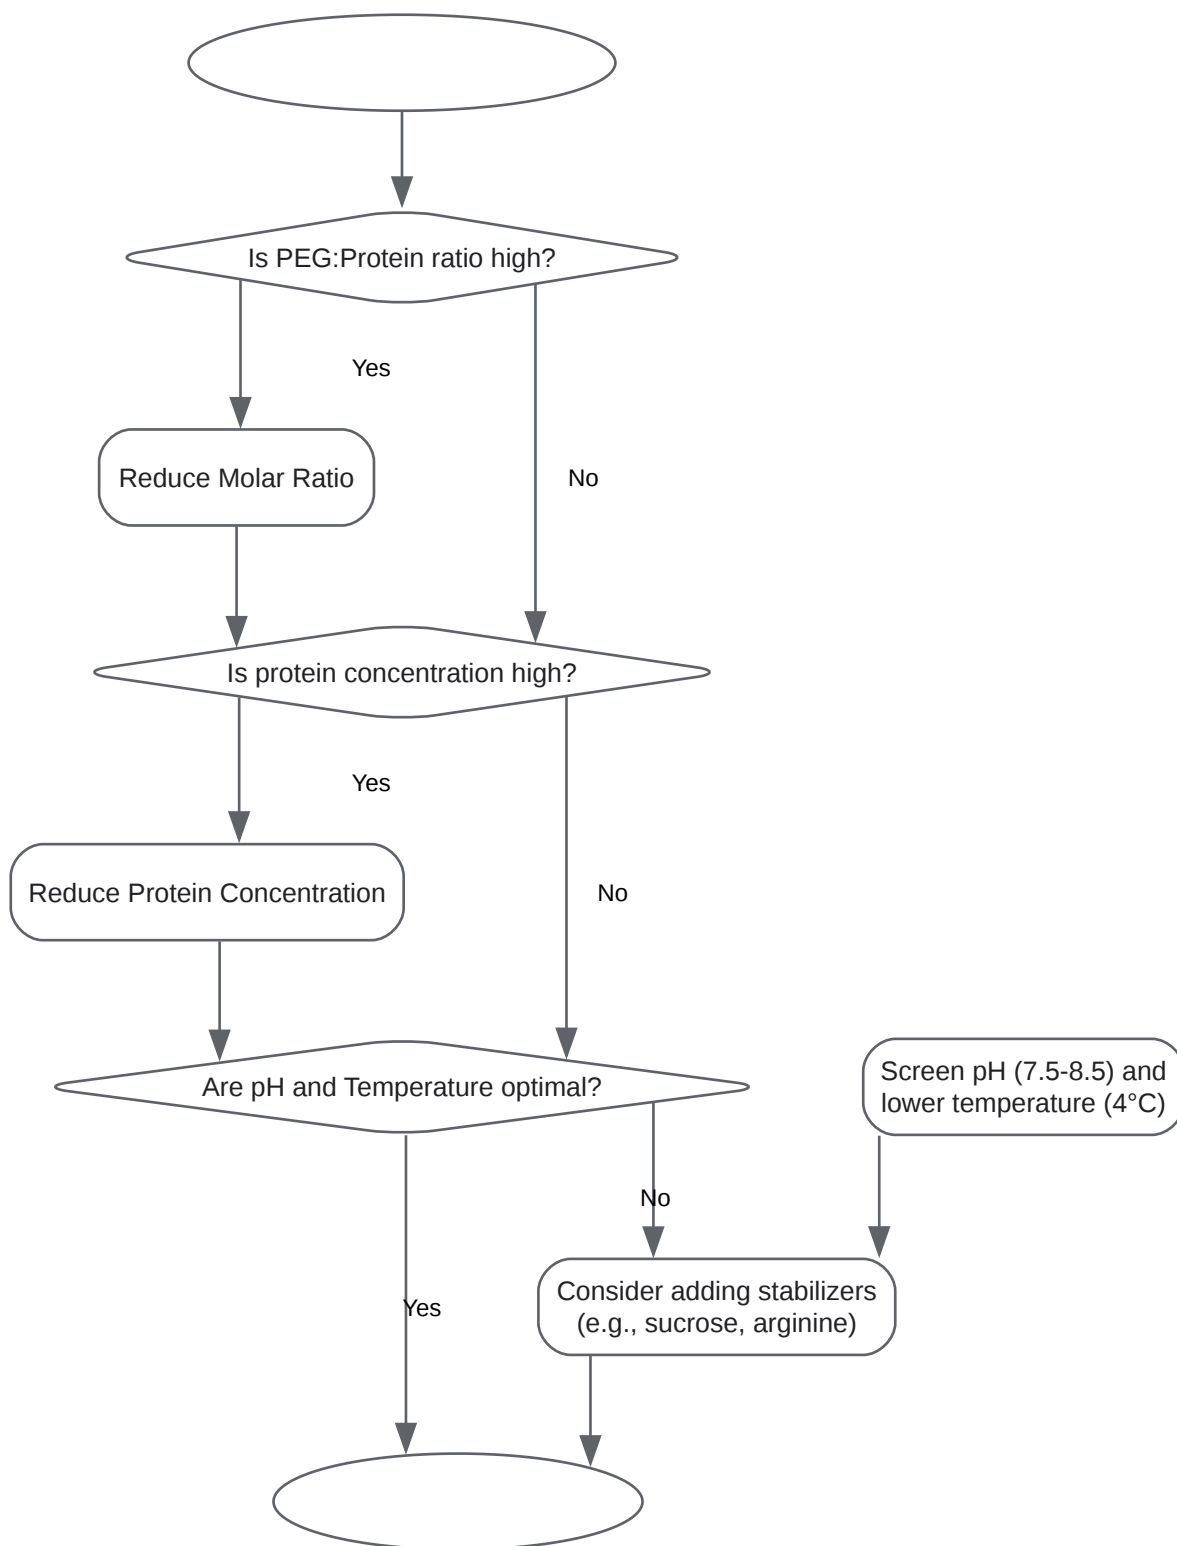 Is PEG:Protein ratio high?
Yes
Reduce Molar Ratio
No
Is protein concentration high?
Yes
Reduce Protein Concentration
No
Are pH and Temperature optimal?
Screen pH (7.5-8.5) and
lower temperature (4°C)
No
Consider adding stabilizers
(e.g., sucrose, arginine)
Yes